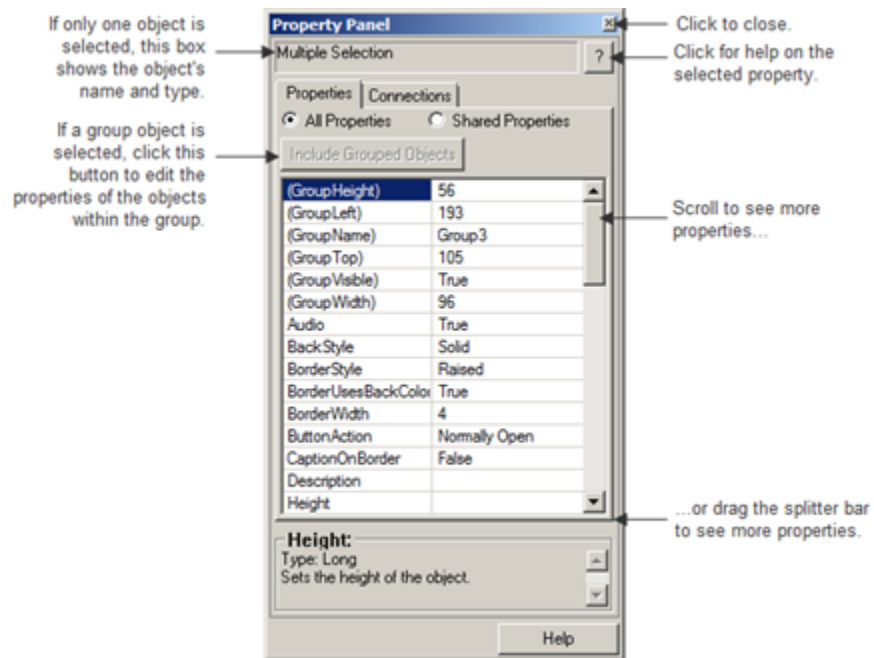 If only one object is
selected, this box
shows the object's
name and type.
If a group object is
selected, click this
button to edit the
properties of the objects
within the group.
Property Panel
Multiple Selection
?
Properties
Connections
All Properties
Shared Properties
Include Grouped Objects
(GroupHeight) 56
(GroupLeft) 193
(GroupName) Group3
(GroupTop) 105
(GroupVisible) True
(GroupWidth) 96
Audio True
BackStyle Solid
BorderStyle Raised
BorderUsesBackColor True
BorderWidth 4
ButtonAction Normally Open
CaptionOnBorder False
Description
Height
Height:
Type: Long
Sets the height of the object.
Help
Click to close.
Click for help on the
selected property.
Scroll to see more
properties...
...or drag the splitter bar
to see more properties.